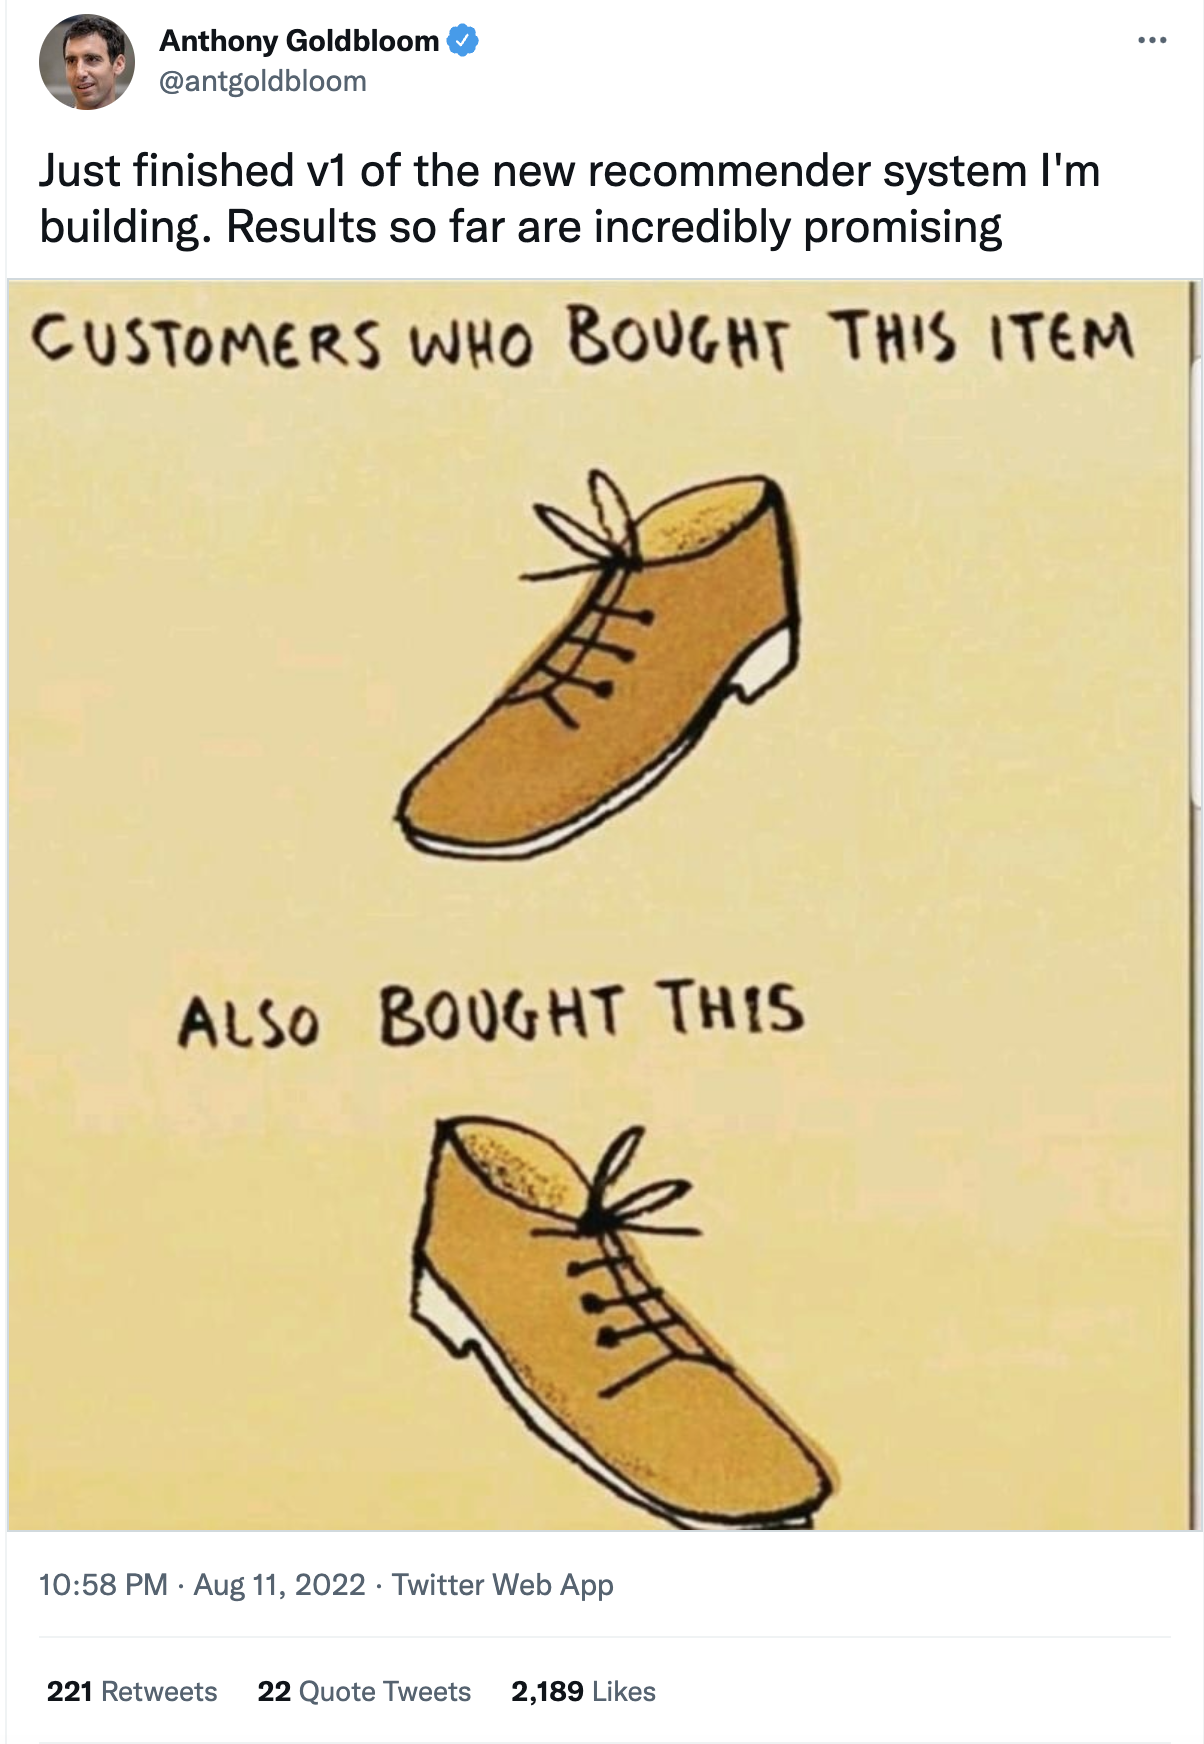 Anthony Goldbloom
@antgoldbloom
Just finished v1 of the new recommender system I'm
building. Results so far are incredibly promising
CUSTOMERS WHO BOUGHT THIS ITEM
ALSO BOUGHT THIS
10:58 PM · Aug 11, 2022 · Twitter Web App
221 Retweets 22 Quote Tweets 2,189 Likes